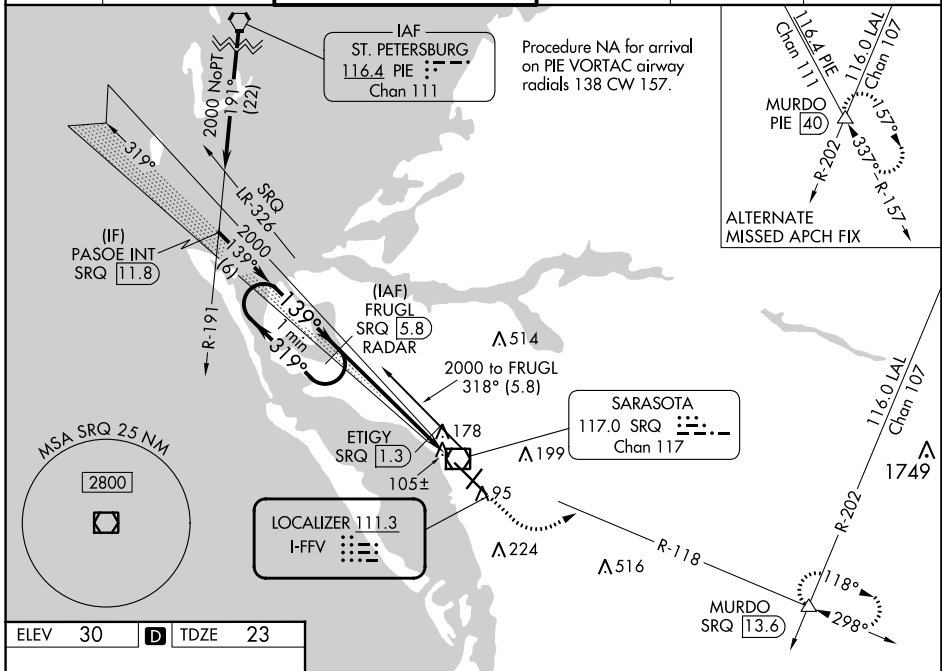 IAF
ST. PETERSBURG
116.4 PIE
Chan 111
Procedure NA for arrival
on PIE VORTAC airway
radials 138 CW 157.
116.4 PIE
Chan 111
116.0 LAL
Chan 107
MURDO
PIE 40
157°
337°
R-202
R-157
ALTERNATE
MISSED APCH FIX
2000 NoPT
191°
(22)
319°
SRQ
LR-326
(IF)
PASOE INT
SRQ 11.8
2000
139°
(6)
139°
1 min
319°
R-191
(IAF)
FRUGL
SRQ 5.8
RADAR
514
2000 to FRUGL
318° (5.8)
SARASOTA
117.0 SRQ
Chan 117
116.0 LAL
Chan 107
178
ETIGY
SRQ 1.3
105±
199
1749
95
MSA SRQ 25 NM
2800
LOCALIZER 111.3
I-FFV
224
516
R-118
R-202
118°
298°
MURDO
SRQ 13.6
ELEV 30 D TDZE 23